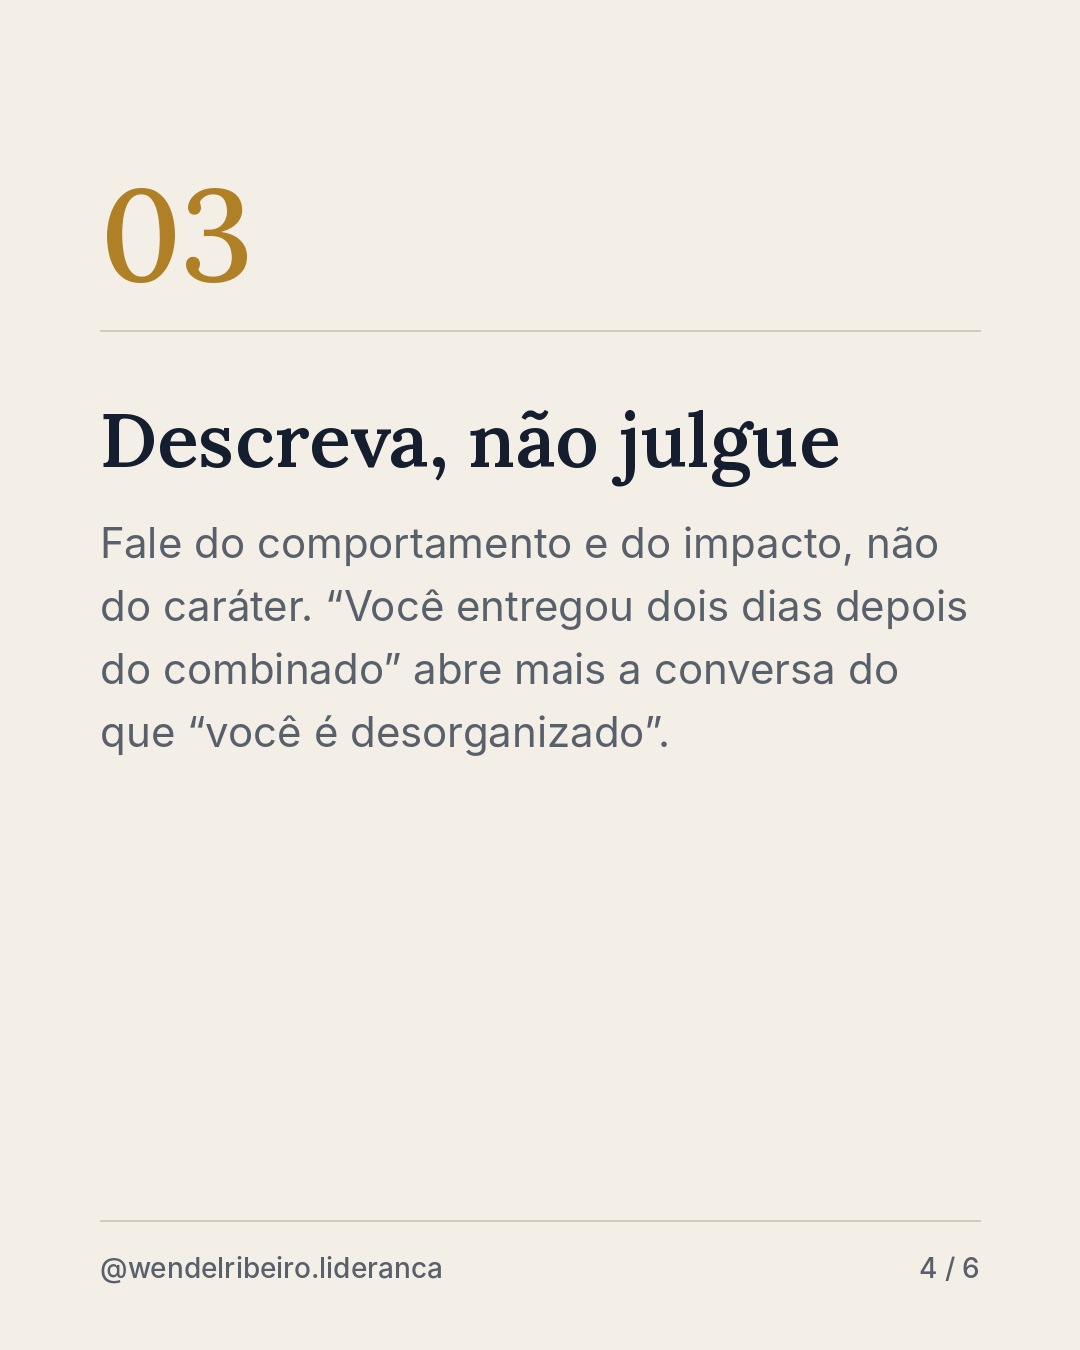 03
Descreva, não julgue
Fale do comportamento e do impacto, não
do caráter. “Você entregou dois dias depois
do combinado” abre mais a conversa do
que “você é desorganizado”.
@wendelribeiro.lideranca
4 / 6